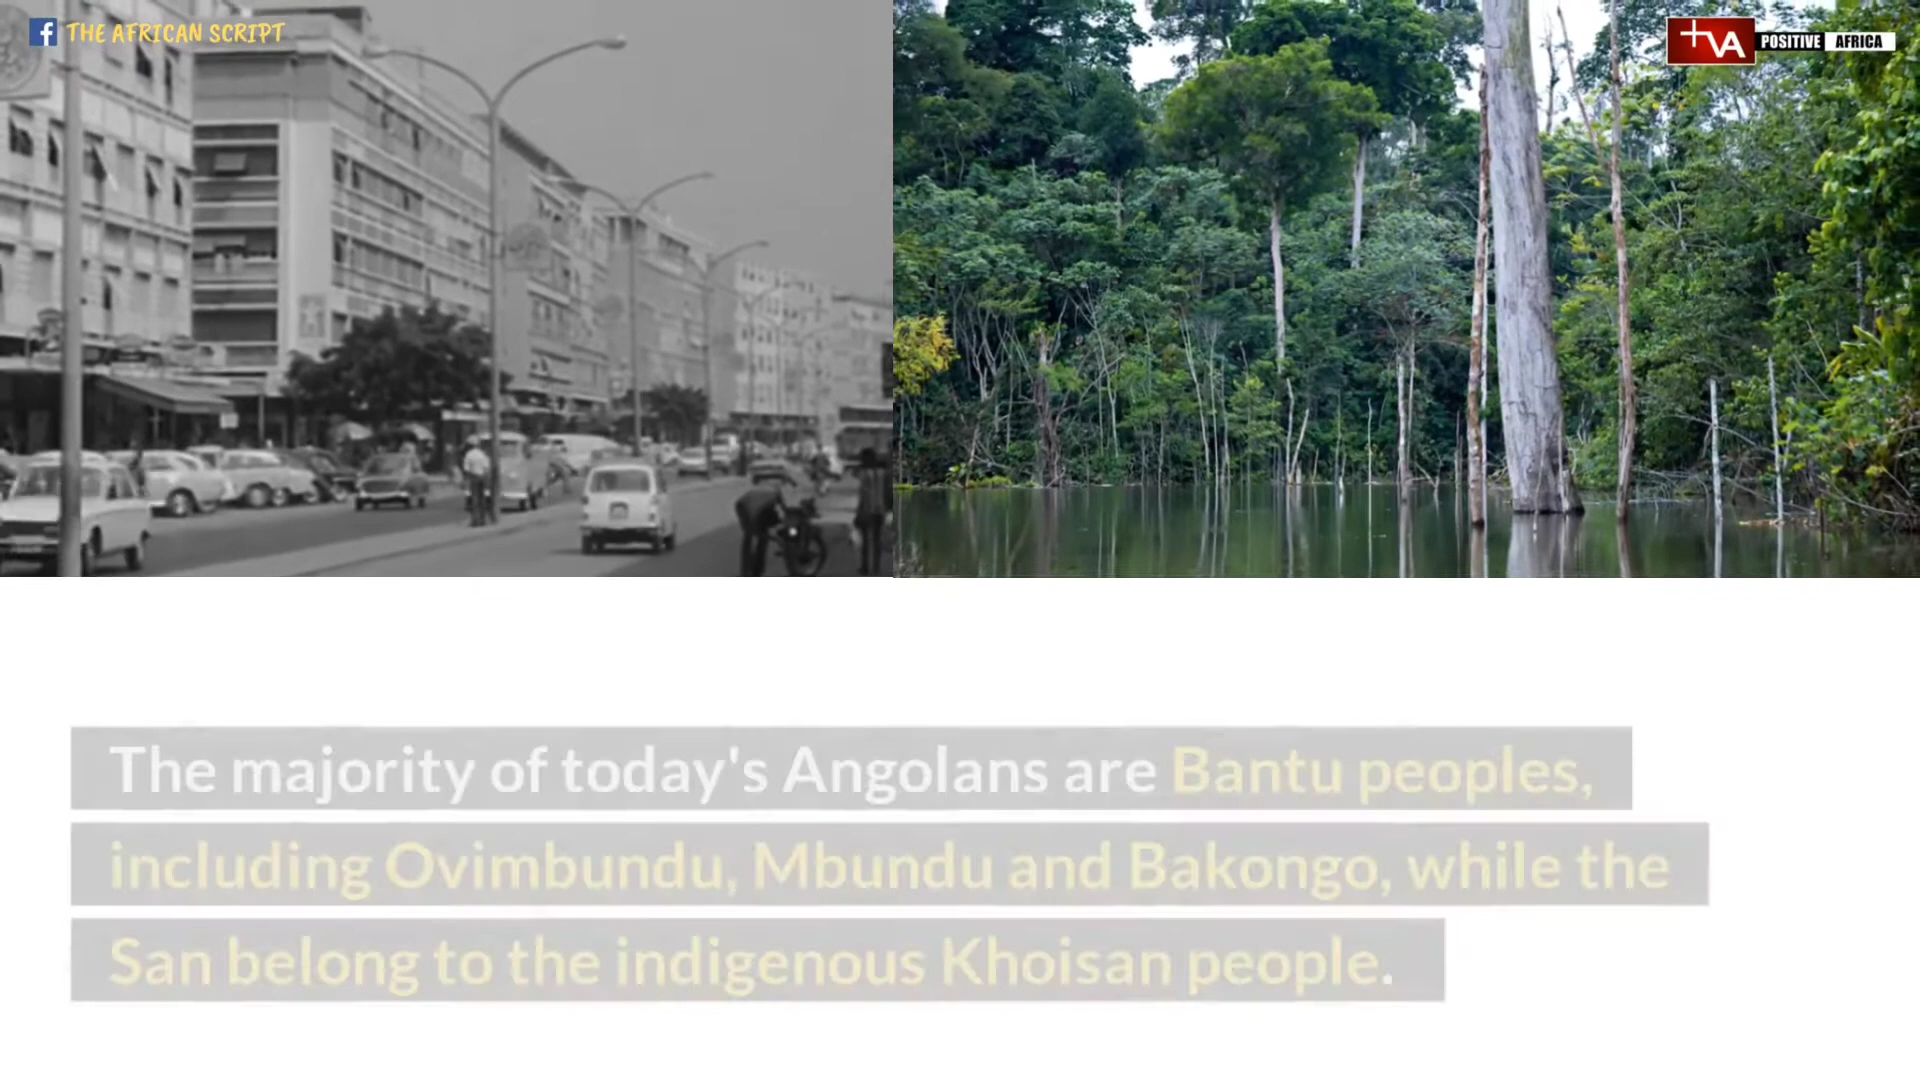 THE AFRICAN SCRIPT
+VA POSITIVE AFRICA
The majority of today's Angolans are Bantu peoples,
including Ovimbundu, Mbundu and Bakongo, while the
San belong to the indigenous Khoisan people.